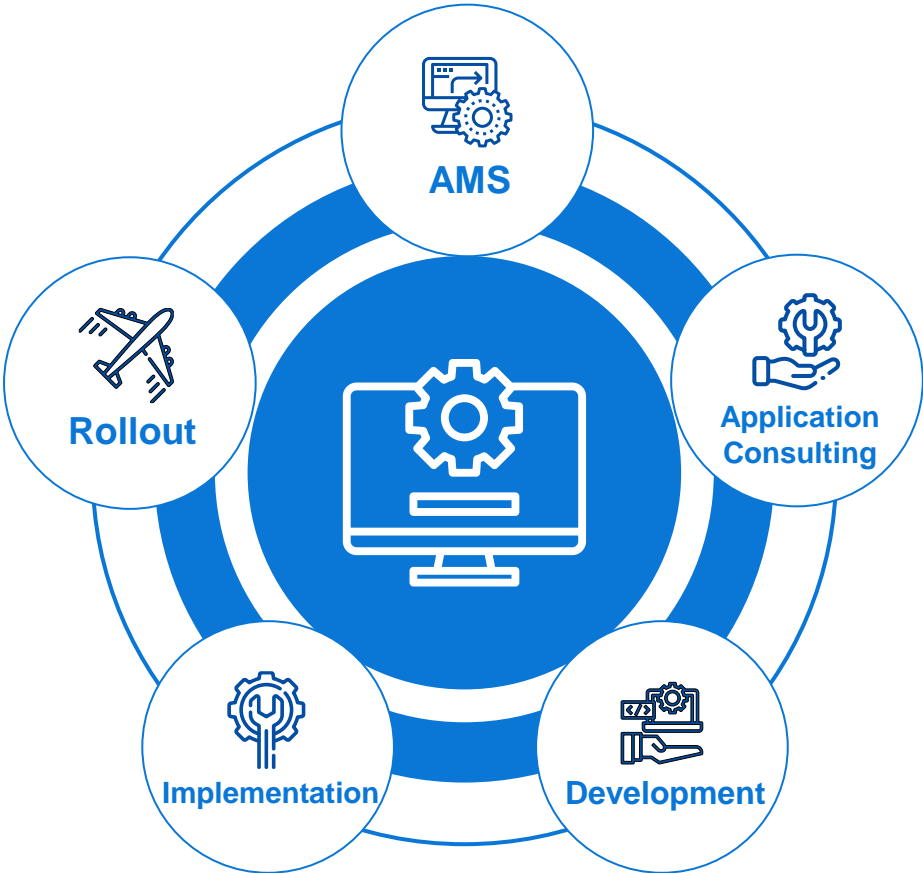 AMS
Rollout
Application
Consulting
</>
Implementation
Development